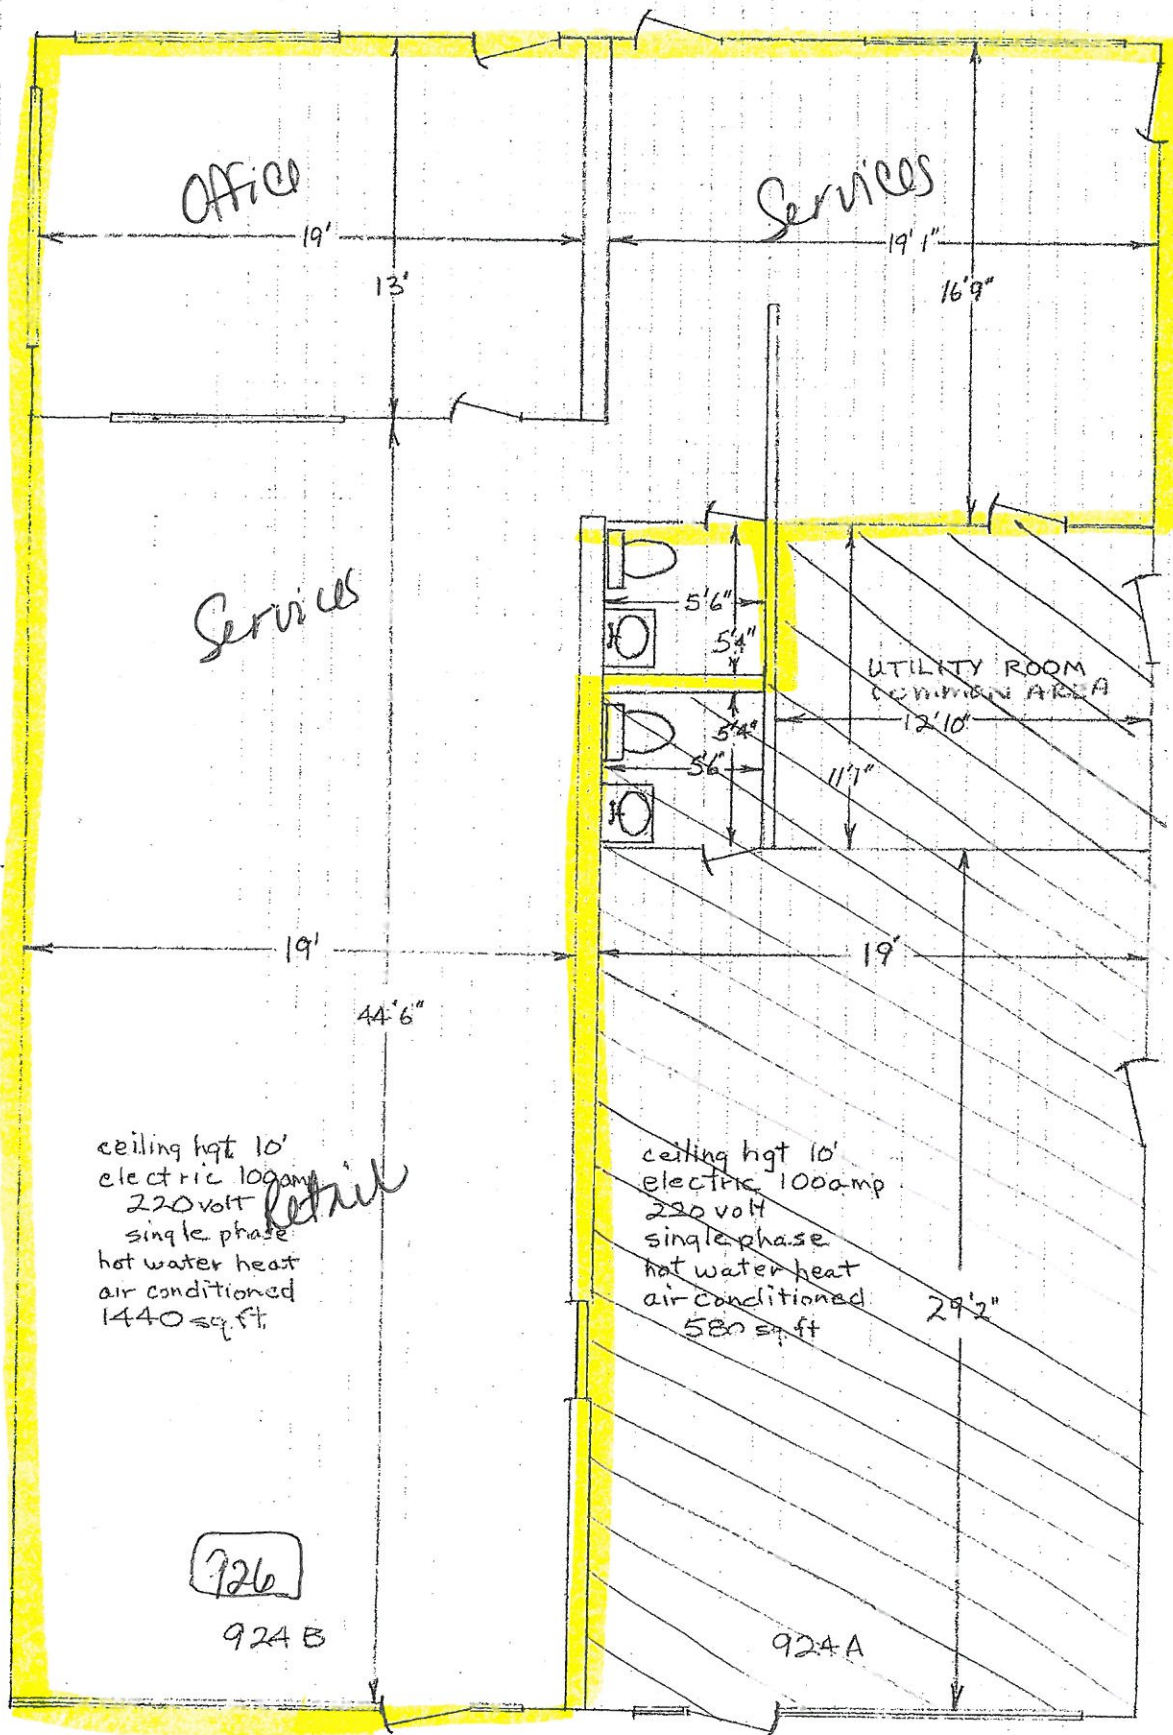 Office
Services
19'
19'1"
13'
16'9"
Services
5'6"
5'4"
UTILITY ROOM
COMMON AREA
12'10"
5'4"
5'6"
11'7"
19'
19'
44'6"
ceiling hgt 10'
electric 100amp
220 volt
single phase
hot water heat
air conditioned
1440 sq.ft.
Retail
ceiling hgt 10'
electric 100amp
220 volt
single phase
hot water heat
air conditioned
580 sq.ft
29'2"
926
924 B
924 A